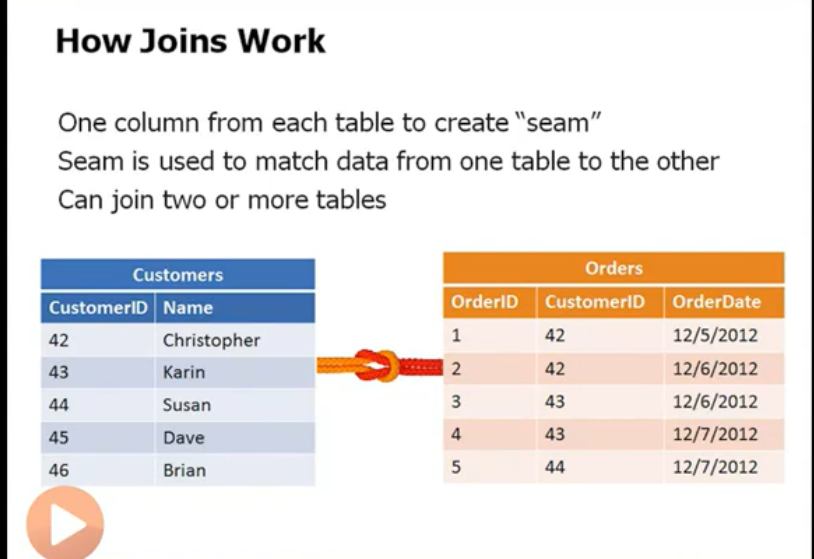 How Joins Work
One column from each table to create “seam”
Seam is used to match data from one table to the other
Can join two or more tables
Customers
CustomerID Name
42 Christopher
43 Karin
44 Susan
45 Dave
46 Brian
Orders
OrderID CustomerID OrderDate
1 42 12/5/2012
2 42 12/6/2012
3 43 12/6/2012
4 43 12/7/2012
5 44 12/7/2012